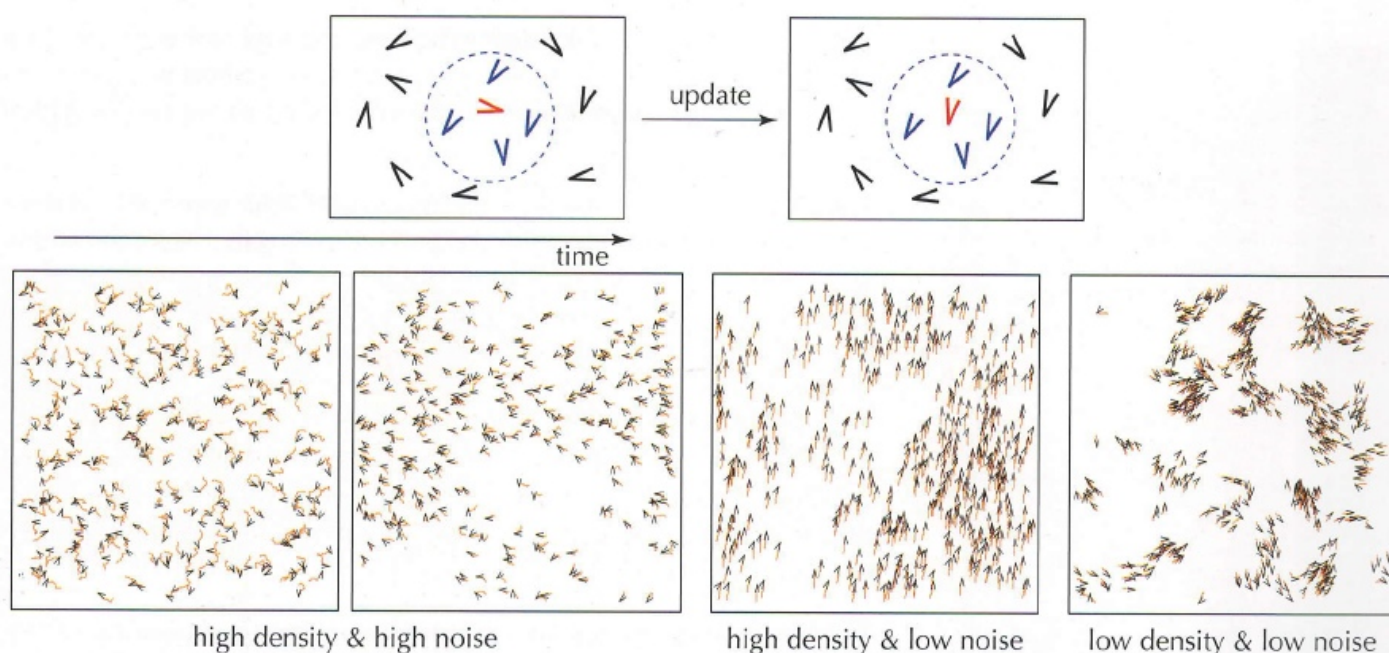 update
time
high density & high noise
high density & low noise
low density & low noise